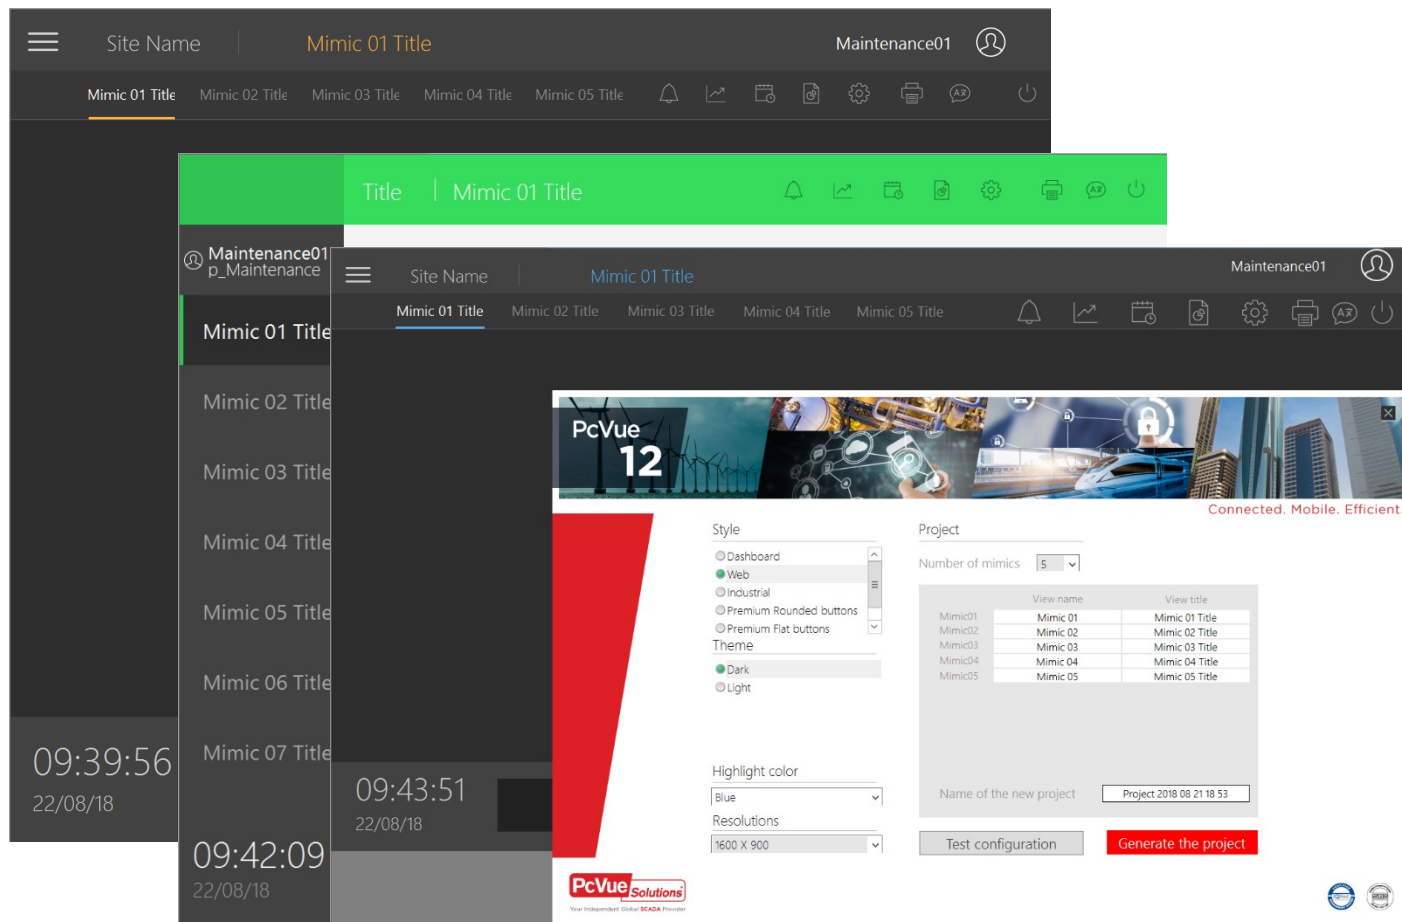 Site Name
Mimic 01 Title
Maintenance01
Mimic 01 Title
Mimic 02 Title
Mimic 03 Title
Mimic 04 Title
Mimic 05 Title
09:39:56
22/08/18
Title
Mimic 01 Title
Maintenance01
p_Maintenance
Mimic 01 Title
Mimic 02 Title
Mimic 03 Title
Mimic 04 Title
Mimic 05 Title
Mimic 06 Title
Mimic 07 Title
09:42:09
22/08/18
Site Name
Mimic 01 Title
Maintenance01
Mimic 01 Title
Mimic 02 Title
Mimic 03 Title
Mimic 04 Title
Mimic 05 Title
09:43:51
22/08/18
PcVue
12
Connected. Mobile. Efficient.
Style
Dashboard
Web
Industrial
Premium Rounded buttons
Premium Flat buttons
Theme
Dark
Light
Highlight color
Blue
Resolutions
1600 X 900
Project
Number of mimics 5
View name View title
Mimic01 Mimic 01 Mimic 01 Title
Mimic02 Mimic 02 Mimic 02 Title
Mimic03 Mimic 03 Mimic 03 Title
Mimic04 Mimic 04 Mimic 04 Title
Mimic05 Mimic 05 Mimic 05 Title
Name of the new project Project 2018 08 21 18 53
Test configuration
Generate the project
PcVue Solutions
Your Independent Global SCADA Provider